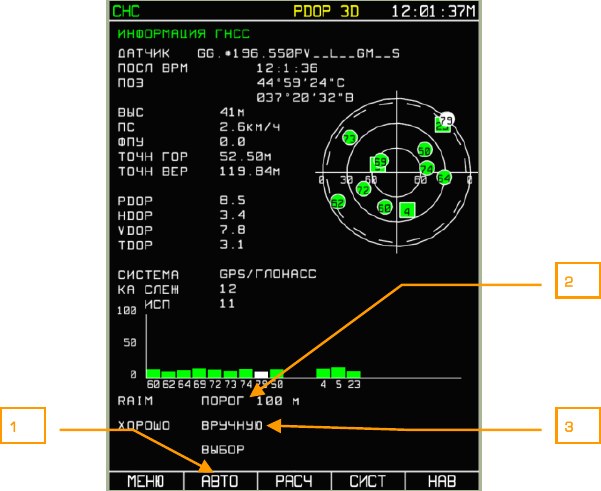 СНС PDOP 3D 12:01:37М
ИНФОРМАЦИЯ ГНСС
ДАТЧИК GG.*196.550PV__L__GM__S
ПОСЛ ВРМ 12:1:36
ПОЗ 44°59'24"С
037°20'32"В
ВЫС 41м
ПС 2.6км/ч
ФПУ 0.0
ТОЧН ГОР 52.50м
ТОЧН ВЕР 119.84м
79
73
50
69
74
64
0 30 60 60 30 0
72
62
60
4
PDOP 8.5
HDOP 3.4
VDOP 7.8
TDOP 3.1
СИСТЕМА GPS/ГЛОНАСС
КА СЛЕЖ 12
ИСП 11
2
100
50
0
60 62 64 69 72 73 74 79 50 4 5 23
RAIM ПОРОГ 100 м
1
ХОРОШО ВРУЧНУЮ
3
ВЫБОР
МЕНЮ АВТО РАСЧ СИСТ НАВ